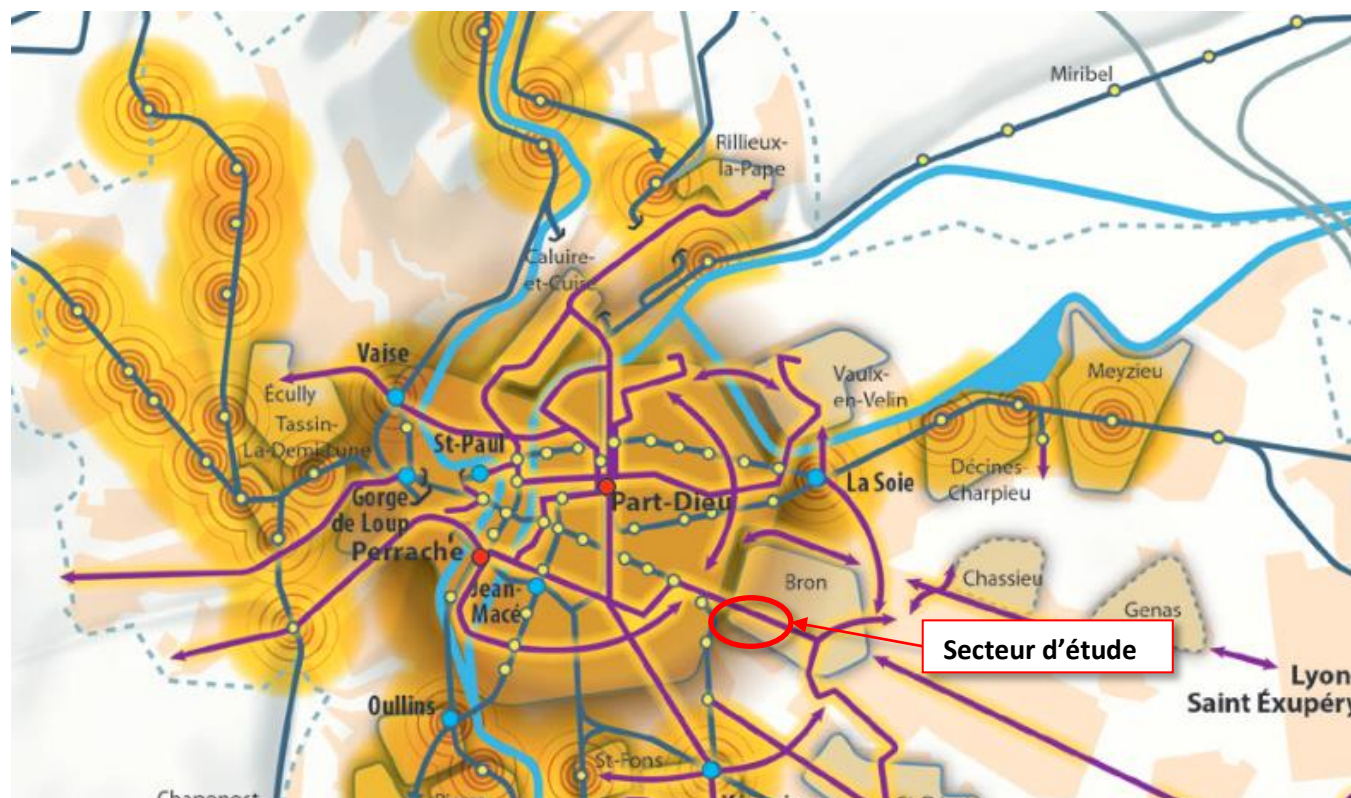 Miribel
Rillieux-
la-Pape
Caluire-
et-Cuire
Vaise
Écully
Tassin-
La-Demi-Lune
St-Paul
Vaulx-
en-Velin
Meyzieu
Gorge
de Loup
Part-Dieu
La Soie
Décines-
Charpieu
Perrache
Jean-
Macé
Bron
Chassieu
Genas
Secteur d'étude
Lyon
Saint Éxupéry
Oullins
St-Fons
Chaponost